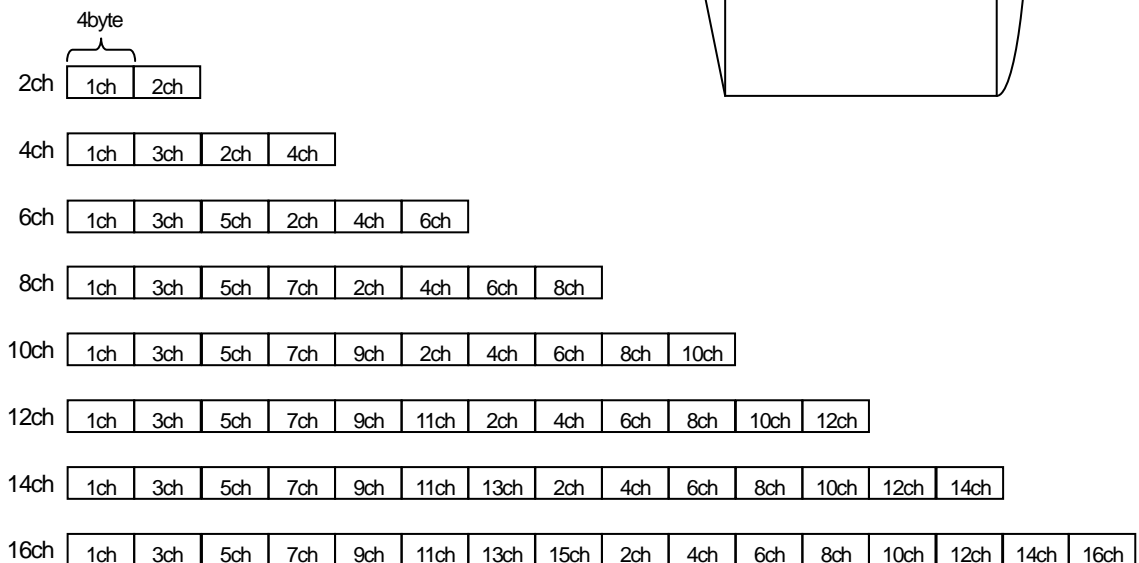 4byte
2ch 1ch 2ch
4ch 1ch 3ch 2ch 4ch
6ch 1ch 3ch 5ch 2ch 4ch 6ch
8ch 1ch 3ch 5ch 7ch 2ch 4ch 6ch 8ch
10ch 1ch 3ch 5ch 7ch 9ch 2ch 4ch 6ch 8ch 10ch
12ch 1ch 3ch 5ch 7ch 9ch 11ch 2ch 4ch 6ch 8ch 10ch 12ch
14ch 1ch 3ch 5ch 7ch 9ch 11ch 13ch 2ch 4ch 6ch 8ch 10ch 12ch 14ch
16ch 1ch 3ch 5ch 7ch 9ch 11ch 13ch 15ch 2ch 4ch 6ch 8ch 10ch 12ch 14ch 16ch